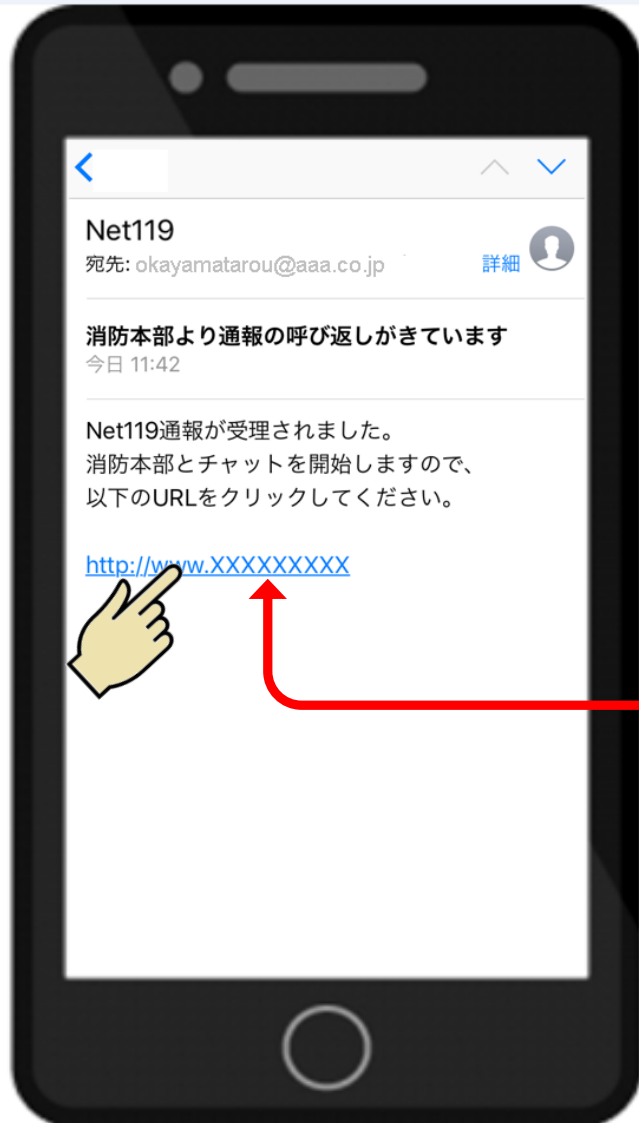 Net119
宛先: okayamatarou@aaa.co.jp 詳細
消防本部より通報の呼び返しがきています
今日 11:42
Net119通報が受理されました。
消防本部とチャットを開始しますので、
以下のURLをクリックしてください。
http://www.XXXXXXXXX